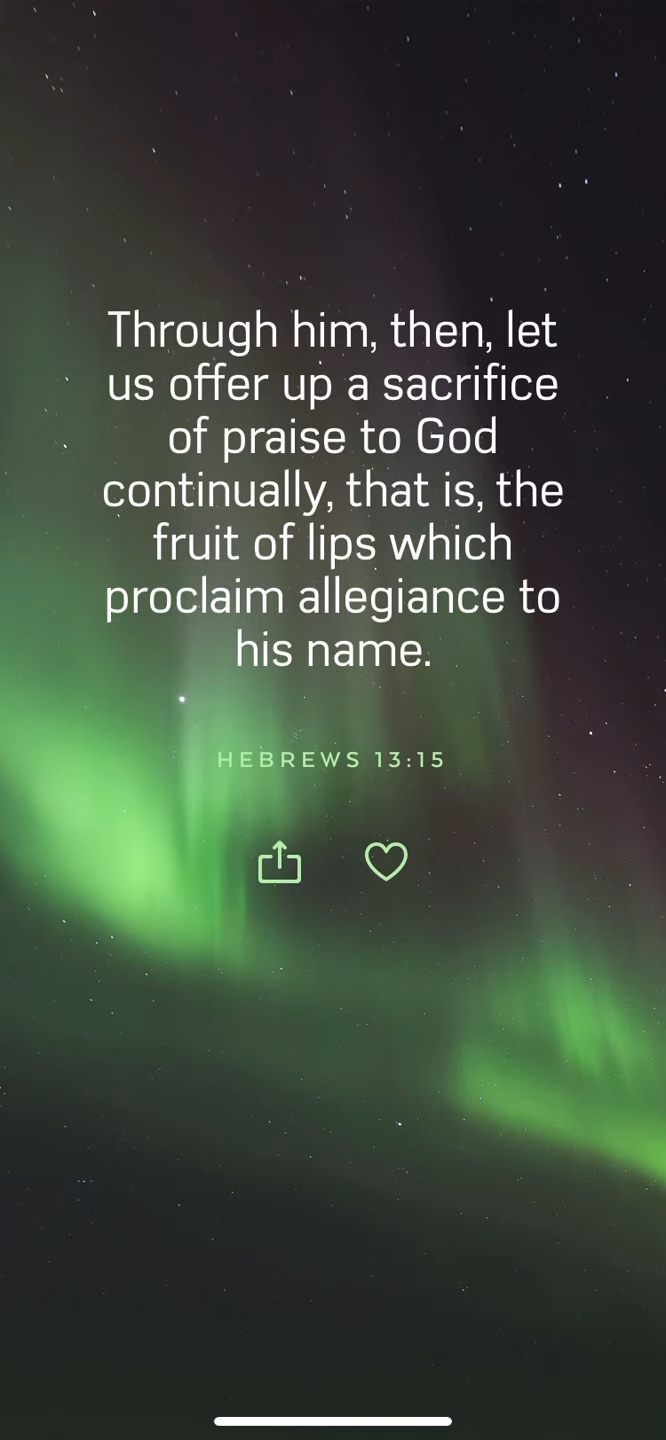 Through him, then, let
us offer up a sacrifice
of praise to God
continually, that is, the
fruit of lips which
proclaim allegiance to
his name.
HEBREWS 13:15